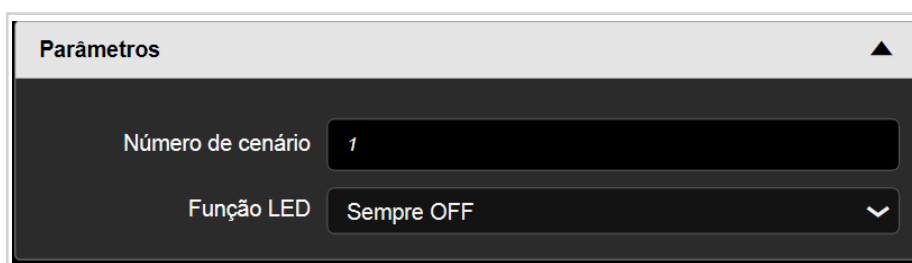 Parâmetros
Número de cenário 1
Função LED Sempre OFF